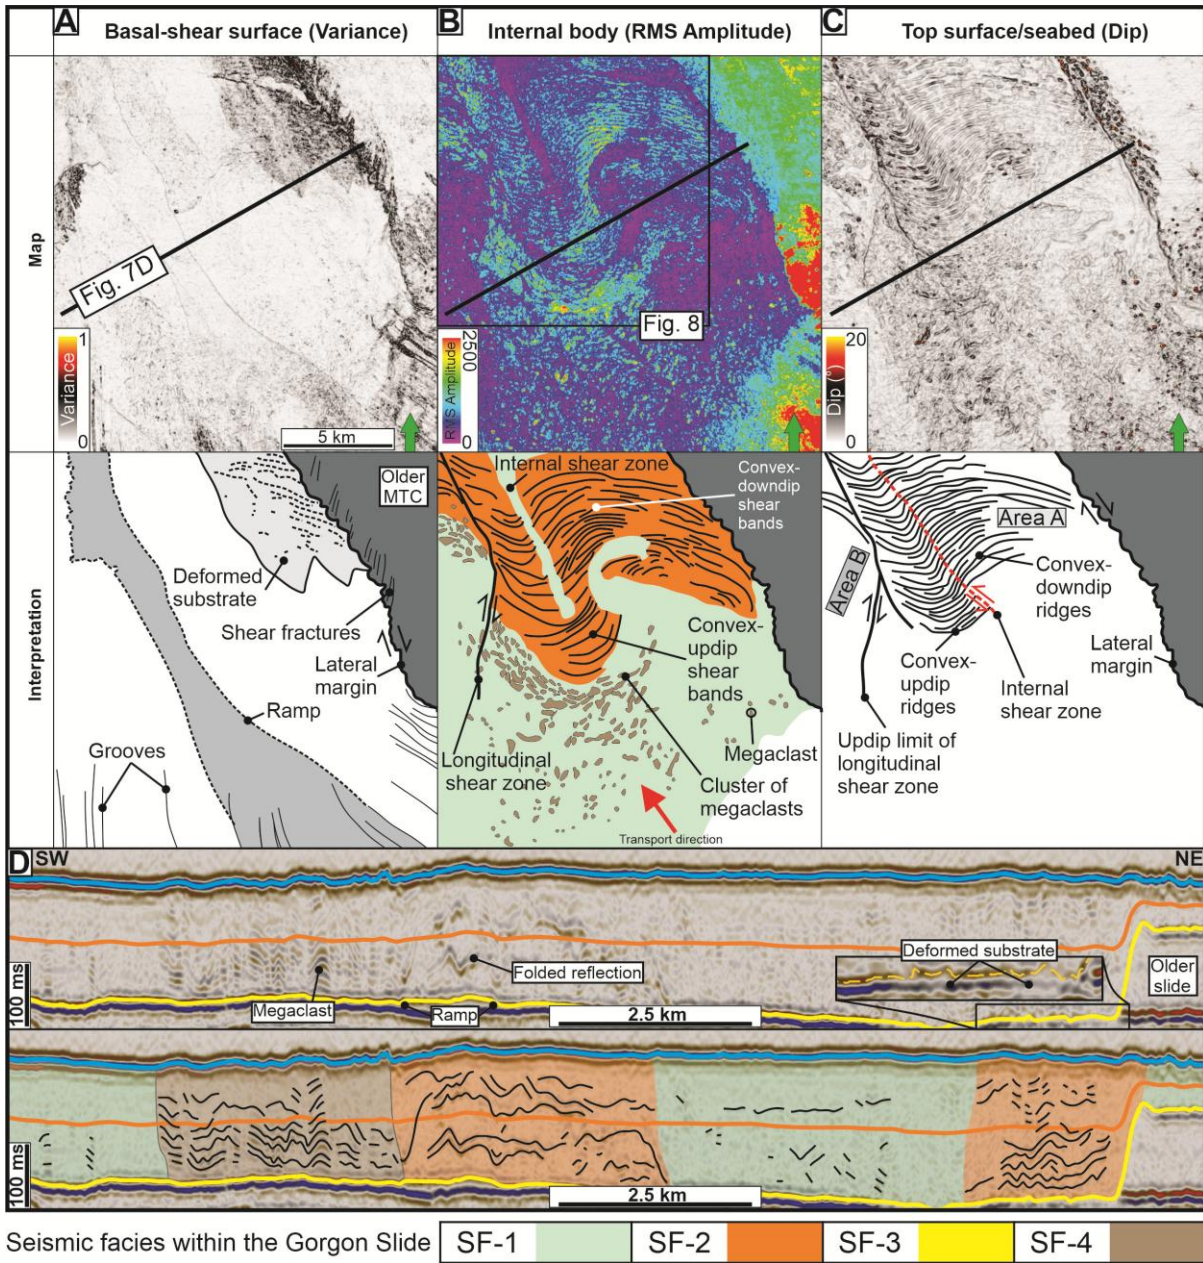 A Basal-shear surface (Variance)
B Internal body (RMS Amplitude)
C Top surface/seabed (Dip)
Map
Fig. 7D
1
Variance
0
5 km
Fig. 8
2500
RMS Amplitude
0
20
Dip (°)
0
Interpretation
Older
MTC
Deformed
substrate
Shear fractures
Lateral
margin
Ramp
Grooves
Internal shear zone
Convex-
downdip
shear
bands
Convex-
updip
shear
bands
Longitudinal
shear zone
Megaclast
Cluster of
megaclasts
Transport direction
Area A
Area B
Convex-
downdip
ridges
Convex-
updip
ridges
Internal
shear zone
Lateral
margin
Updip limit of
longitudinal
shear zone
D SW
NE
Deformed substrate
Folded reflection
Older
slide
Megaclast
Ramp
100 ms
2.5 km
100 ms
2.5 km
Seismic facies within the Gorgon Slide
SF-1
SF-2
SF-3
SF-4